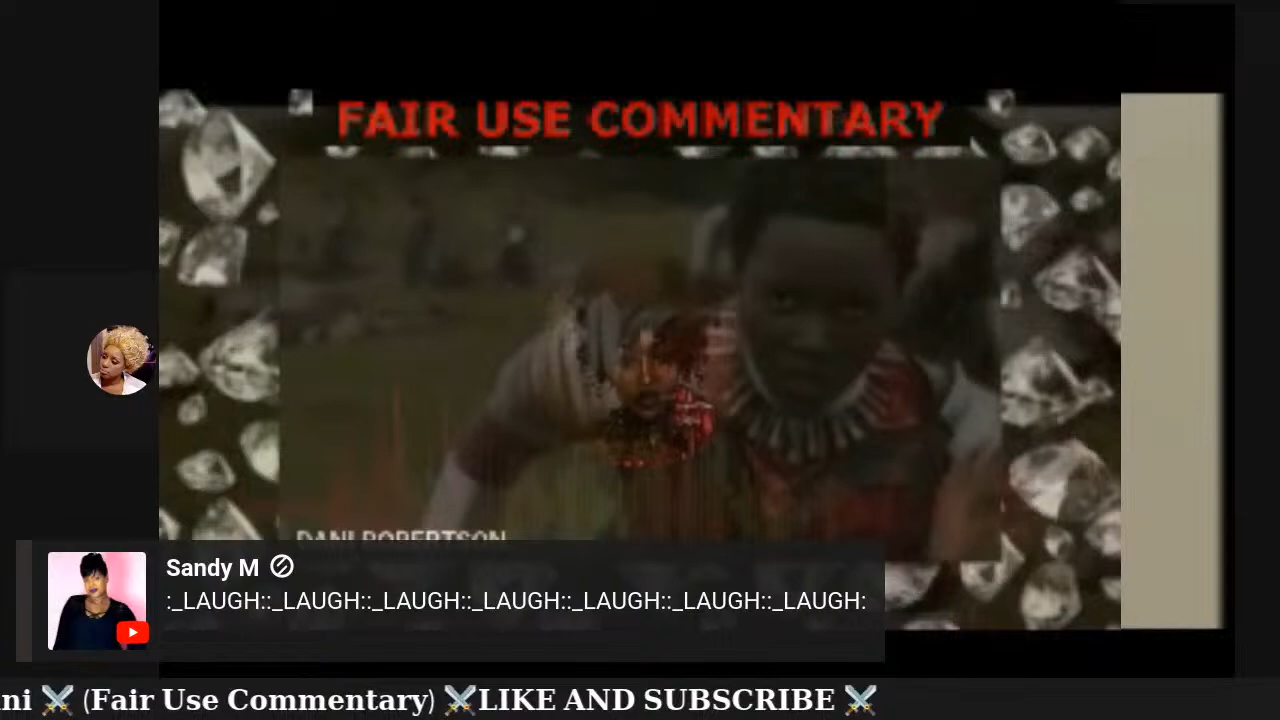 FAIR USE COMMENTARY
DANI ROBERTSON
Sandy M
:_LAUGH::_LAUGH::_LAUGH::_LAUGH::_LAUGH::_LAUGH::_LAUGH:
ni ⚔️ (Fair Use Commentary) ⚔️LIKE AND SUBSCRIBE ⚔️